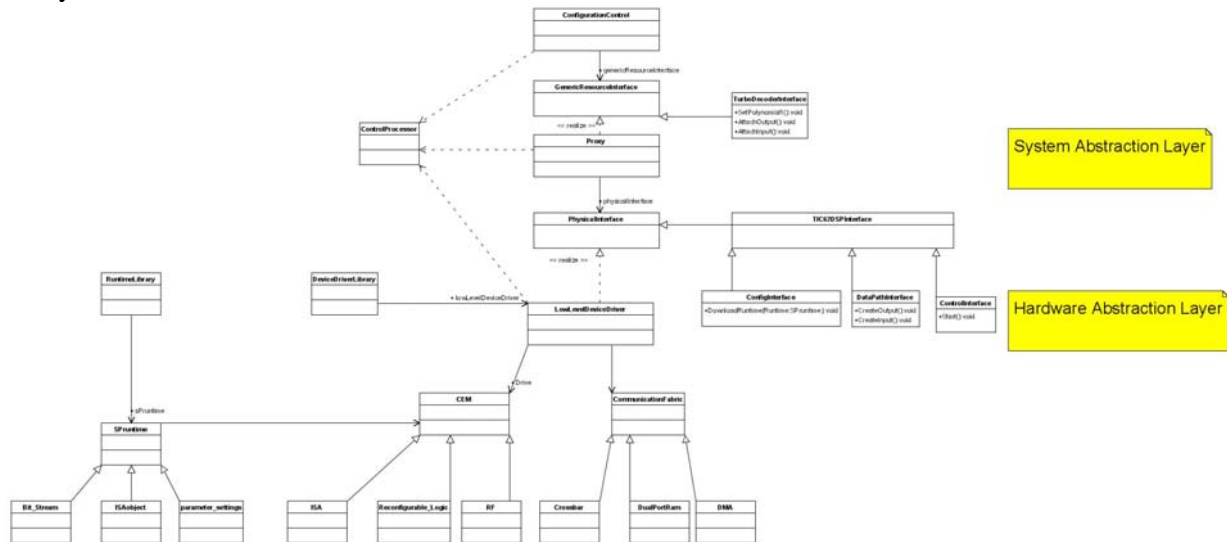 ConfigurationControl
genericResourceInterface
GenericResourceInterface
TurboDecoderInterface
+AttachOutput():void
+AttachInput():void
<< realize >>
ControlProcessor
Proxy
System Abstraction Layer
physicalInterface
PhysicalInterface
TIC62DSPInterface
<< realize >>
RuntimeLibrary
DeviceDriverLibrary
lowLevelDeviceDriver
LowLevelDeviceDriver
ConfigInterface
+DownloadRuntime(Runtime:SPruntime):void
DataPathInterface
+CreateOutput():void
+CreateInput():void
ControlInterface
+Start():void
Hardware Abstraction Layer
Drive
CEM
CommunicationFabric
sPruntime
SPruntime
Bit_Stream
ISAobject
parameter_settings
ISA
Reconfigurable_Logic
RF
Crossbar
DualPortRam
DMA